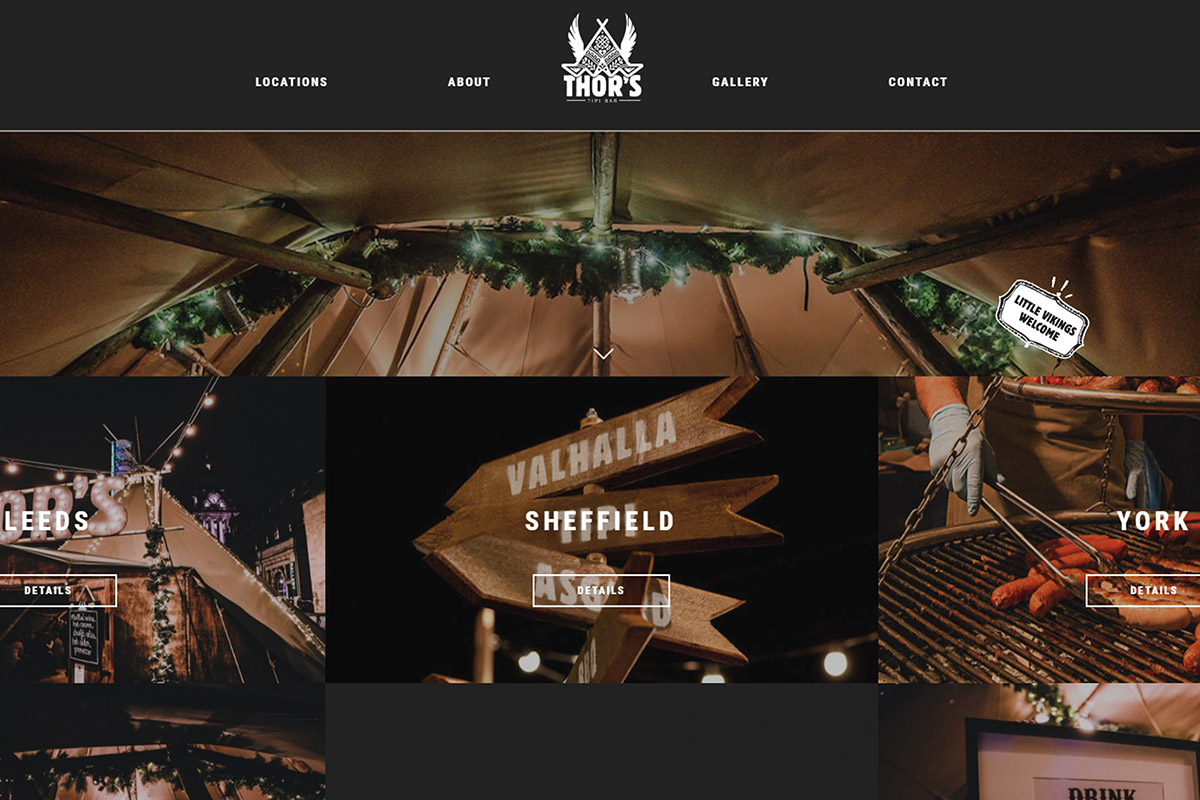 LOCATIONS
ABOUT
THOR'S
TIPI BAR
GALLERY
CONTACT
LITTLE VIKINGS
WELCOME
OR'S
LEEDS
DETAILS
VALHALLA
TIPI
SHEFFIELD
ASG D
DETAILS
YORK
DETAILS
DRINK